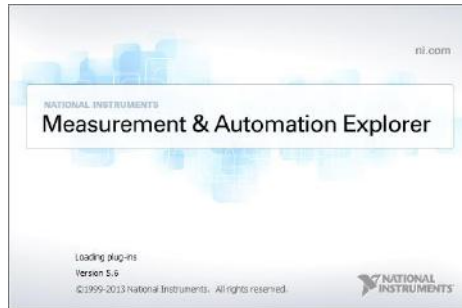 ni.com
NATIONAL INSTRUMENTS
Measurement & Automation Explorer
Loading plug-ins
Version 5.6
©1999-2013 National Instruments. All rights reserved.
NATIONAL
INSTRUMENTS